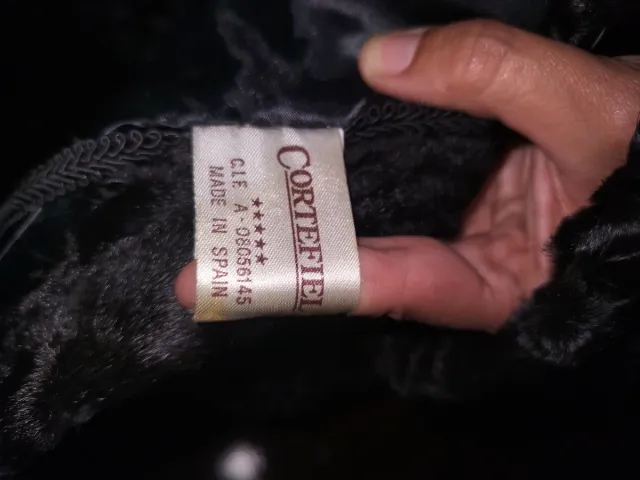 CORTEFIEL
★★★★★
C.I.F. A-08056145
MADE IN SPAIN